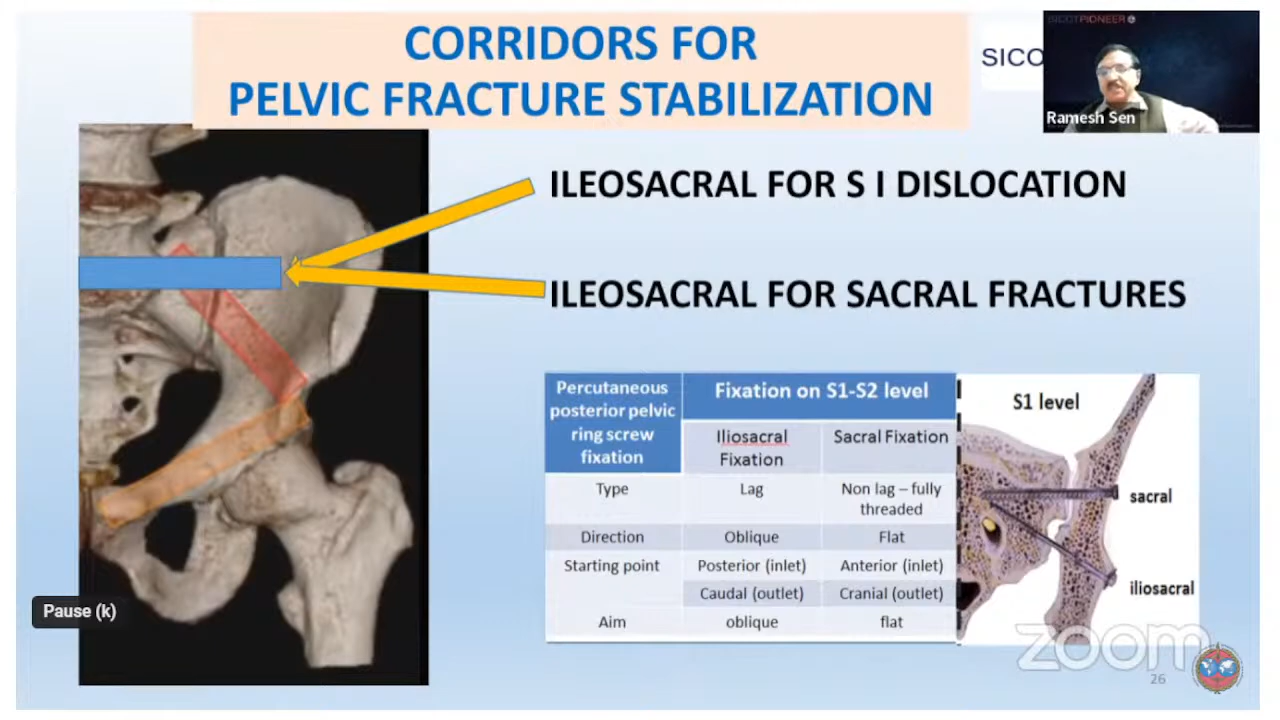 CORRIDORS FOR
PELVIC FRACTURE STABILIZATION
SICO
SICOTPIONEER
Ramesh Sen
ILEOSACRAL FOR S I DISLOCATION
ILEOSACRAL FOR SACRAL FRACTURES
Percutaneous
posterior pelvic
ring screw
fixation
Fixation on S1-S2 level
Iliosacral
Fixation
Sacral Fixation
Type
Lag
Non lag – fully
threaded
Direction
Oblique
Flat
Starting point
Posterior (inlet)
Anterior (inlet)
Caudal (outlet)
Cranial (outlet)
Aim
oblique
flat
S1 level
sacral
iliosacral
Pause (k)
zoom
26